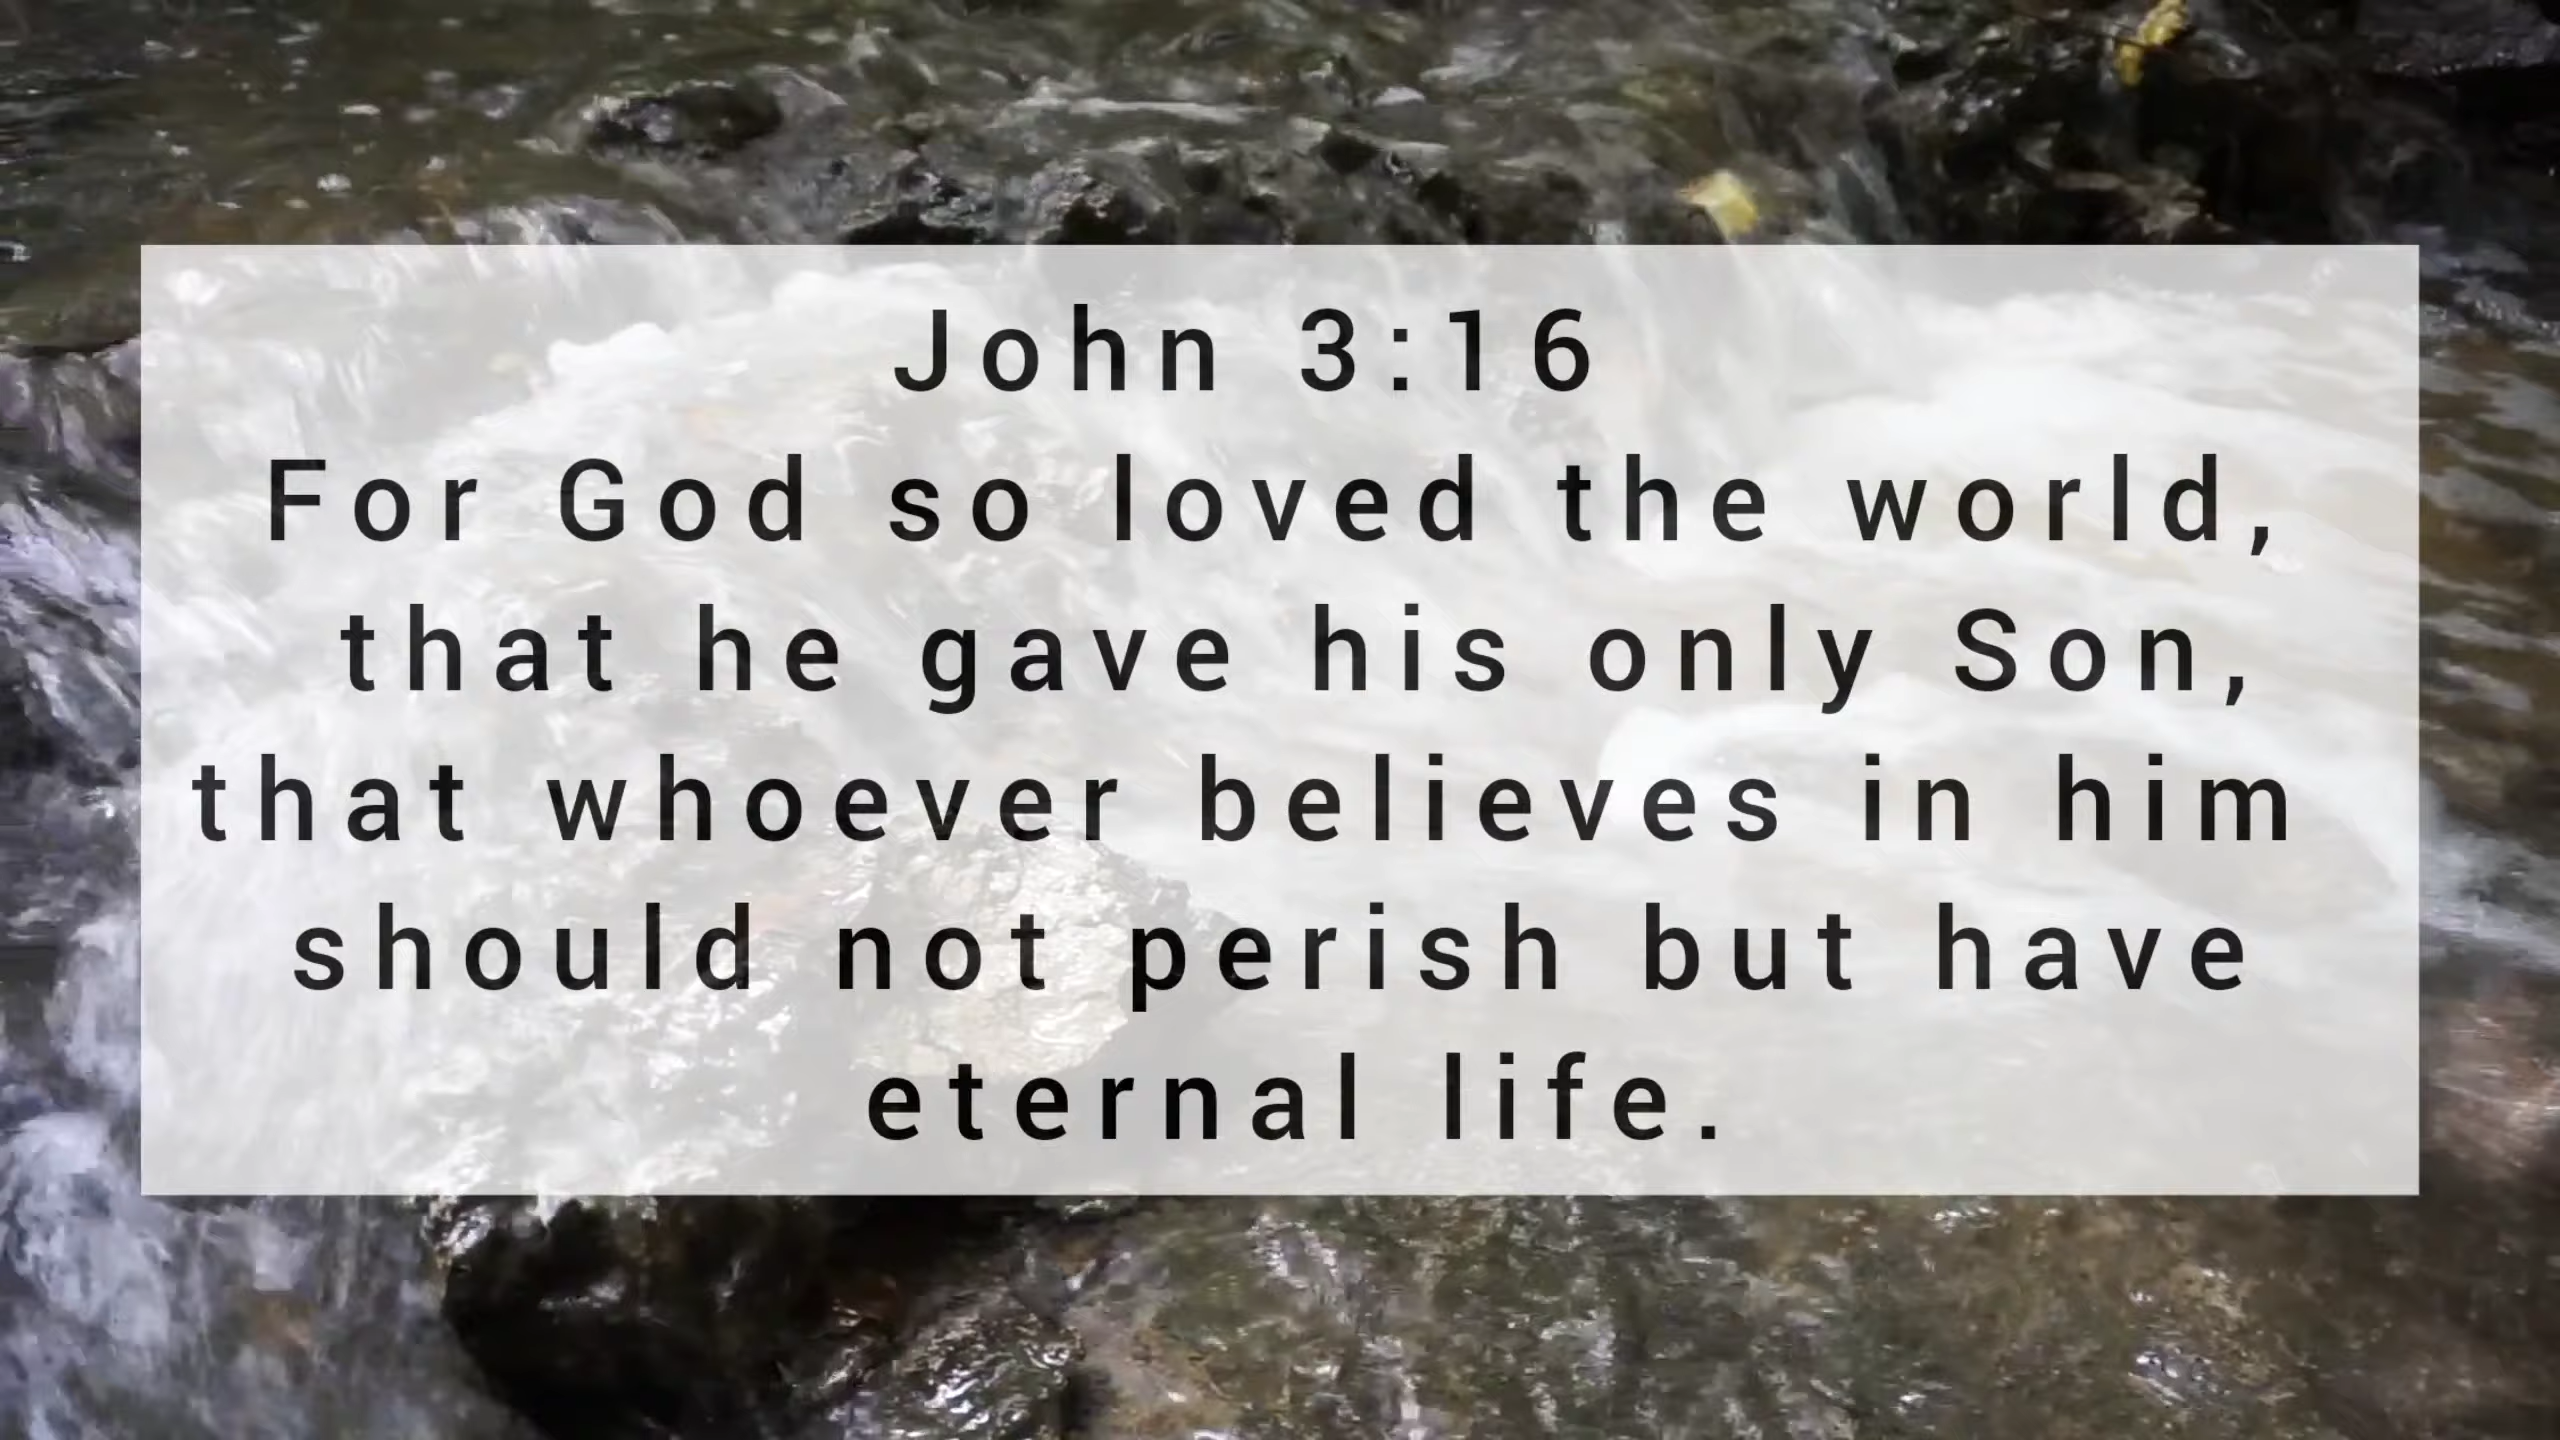 John 3:16
For God so loved the world,
that he gave his only Son,
that whoever believes in him
should not perish but have
eternal life.